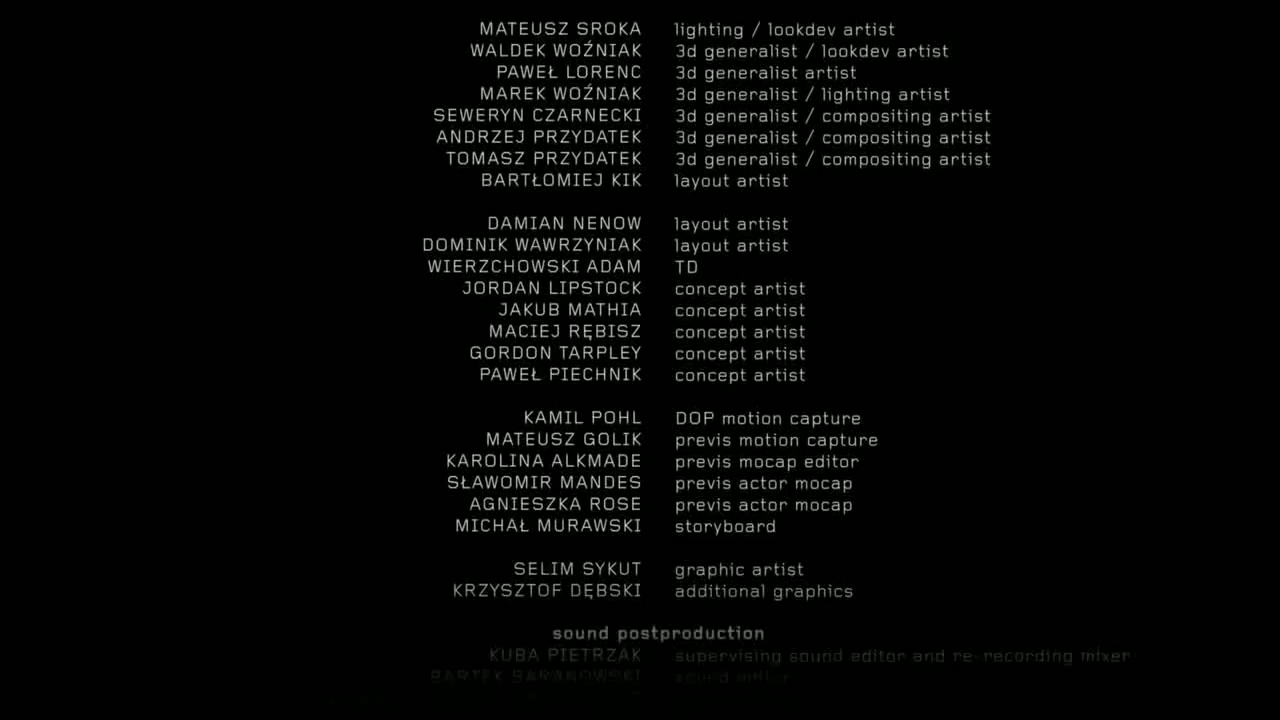 MATEUSZ SROKA lighting / lookdev artist
WALDEK WOŹNIAK 3d generalist / lookdev artist
PAWEŁ LORENC 3d generalist artist
MAREK WOŹNIAK 3d generalist / lighting artist
SEWERYN CZARNECKI 3d generalist / compositing artist
ANDRZEJ PRZYDATEK 3d generalist / compositing artist
TOMASZ PRZYDATEK 3d generalist / compositing artist
BARTŁOMIEJ KIK layout artist
DAMIAN NENOW layout artist
DOMINIK WAWRZYNIAK layout artist
WIERZCHOWSKI ADAM TD
JORDAN LIPSTOCK concept artist
JAKUB MATHIA concept artist
MACIEJ RĘBISZ concept artist
GORDON TARPLEY concept artist
PAWEŁ PIECHNIK concept artist
KAMIL POHL DOP motion capture
MATEUSZ GOLIK previs motion capture
KAROLINA ALKMADE previs mocap editor
SŁAWOMIR MANDES previs actor mocap
AGNIESZKA ROSE previs actor mocap
MICHAŁ MURAWSKI storyboard
SELIM SYKUT graphic artist
KRZYSZTOF DĘBSKI additional graphics
sound postproduction
KUBA PIETRZAK supervising sound editor and re-recording mixer
BARTEK sound editor